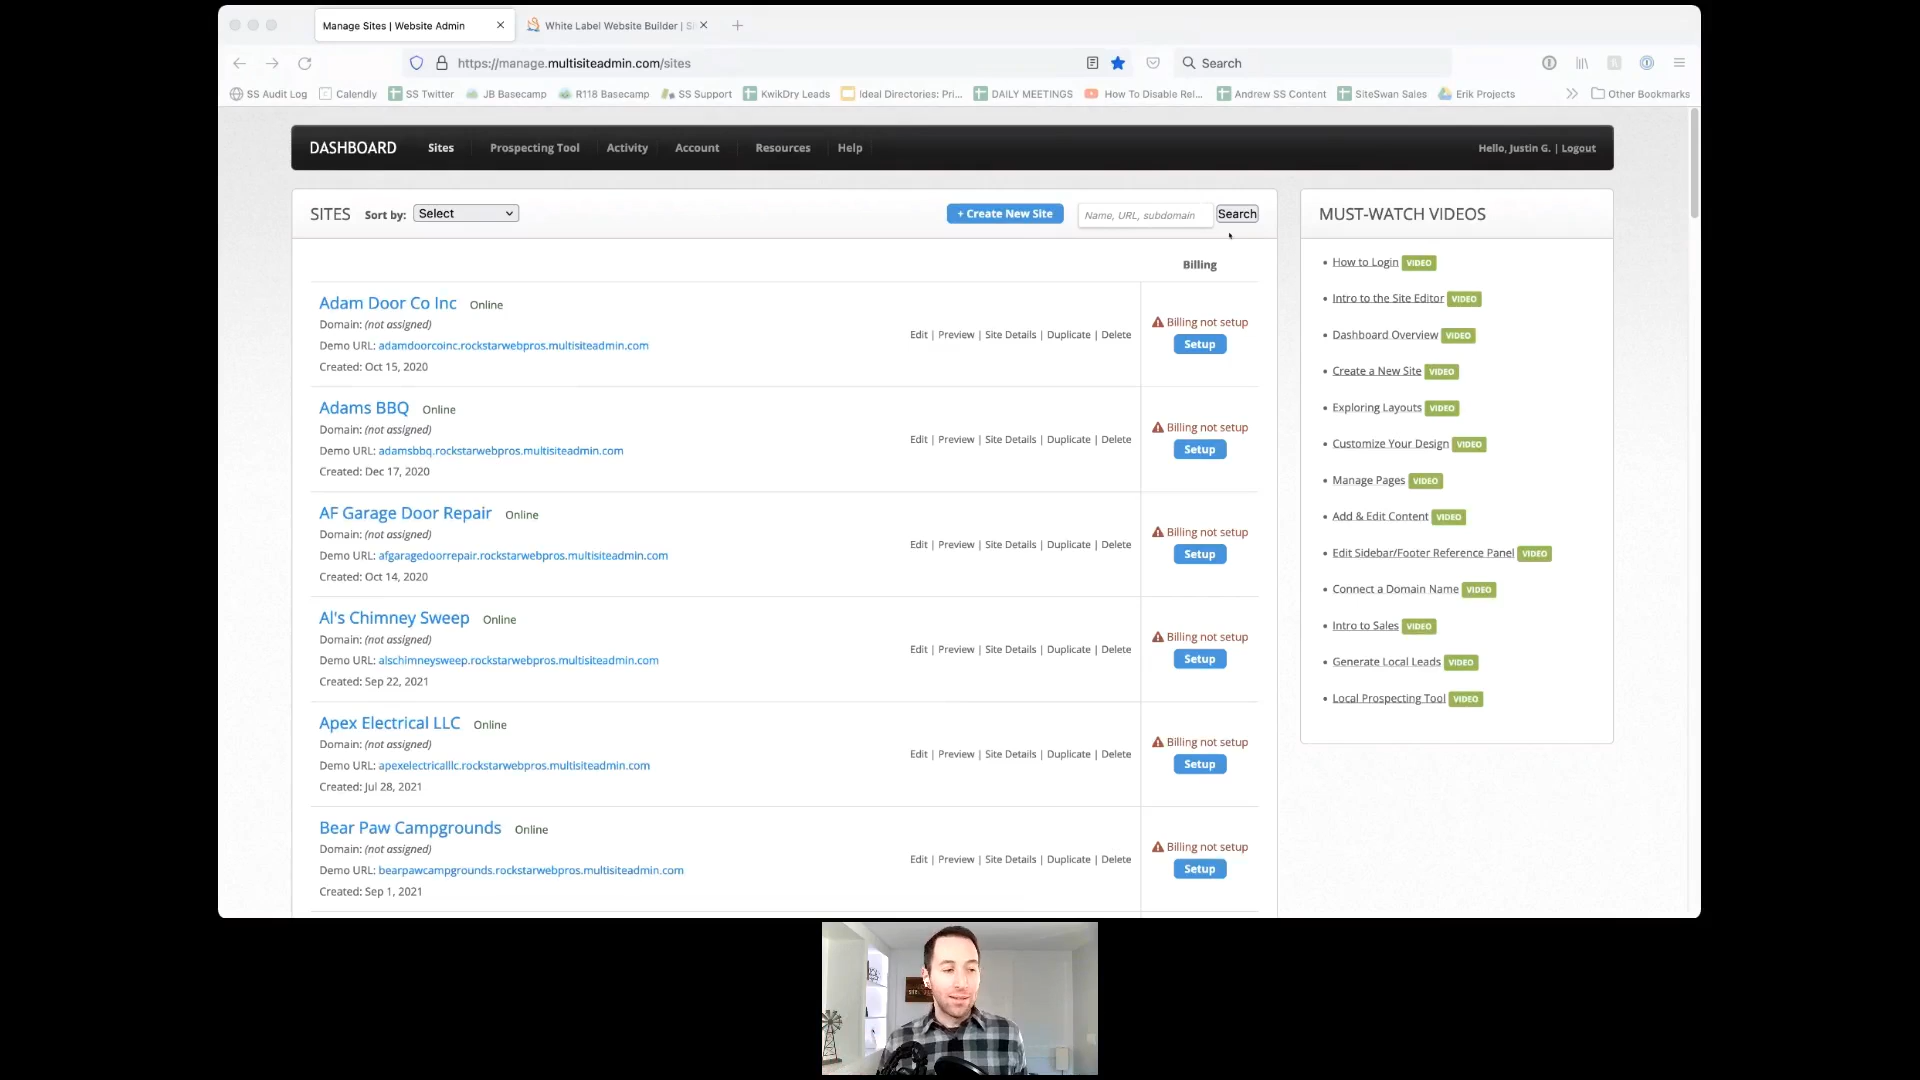 Manage Sites | Website Admin
White Label Website Builder | Si
https://manage.multisiteadmin.com/sites
Search
SS Audit Log
Calendly
SS Twitter
JB Basecamp
R118 Basecamp
SS Support
KwikDry Leads
Ideal Directories: Pri...
DAILY MEETINGS
How To Disable Rel...
Andrew SS Content
SiteSwan Sales
Erik Projects
Other Bookmarks
DASHBOARD
Sites
Prospecting Tool
Activity
Account
Resources
Help
Hello, Justin G. | Logout
SITES
Sort by:
Select
+ Create New Site
Name, URL, subdomain
Search
Billing
Adam Door Co Inc Online
Domain: (not assigned)
Demo URL: adamdoorcoinc.rockstarwebpros.multisiteadmin.com
Created: Oct 15, 2020
Edit | Preview | Site Details | Duplicate | Delete
Billing not setup
Setup
Adams BBQ Online
Domain: (not assigned)
Demo URL: adamsbbq.rockstarwebpros.multisiteadmin.com
Created: Dec 17, 2020
Edit | Preview | Site Details | Duplicate | Delete
Billing not setup
Setup
AF Garage Door Repair Online
Domain: (not assigned)
Demo URL: afgaragedoorrepair.rockstarwebpros.multisiteadmin.com
Created: Oct 14, 2020
Edit | Preview | Site Details | Duplicate | Delete
Billing not setup
Setup
Al's Chimney Sweep Online
Domain: (not assigned)
Demo URL: alschimneysweep.rockstarwebpros.multisiteadmin.com
Created: Sep 22, 2021
Edit | Preview | Site Details | Duplicate | Delete
Billing not setup
Setup
Apex Electrical LLC Online
Domain: (not assigned)
Demo URL: apexelectricalllc.rockstarwebpros.multisiteadmin.com
Created: Jul 28, 2021
Edit | Preview | Site Details | Duplicate | Delete
Billing not setup
Setup
Bear Paw Campgrounds Online
Domain: (not assigned)
Demo URL: bearpawcampgrounds.rockstarwebpros.multisiteadmin.com
Created: Sep 1, 2021
Edit | Preview | Site Details | Duplicate | Delete
Billing not setup
Setup
MUST-WATCH VIDEOS
• How to Login VIDEO
• Intro to the Site Editor VIDEO
• Dashboard Overview VIDEO
• Create a New Site VIDEO
• Exploring Layouts VIDEO
• Customize Your Design VIDEO
• Manage Pages VIDEO
• Add & Edit Content VIDEO
• Edit Sidebar/Footer Reference Panel VIDEO
• Connect a Domain Name VIDEO
• Intro to Sales VIDEO
• Generate Local Leads VIDEO
• Local Prospecting Tool VIDEO